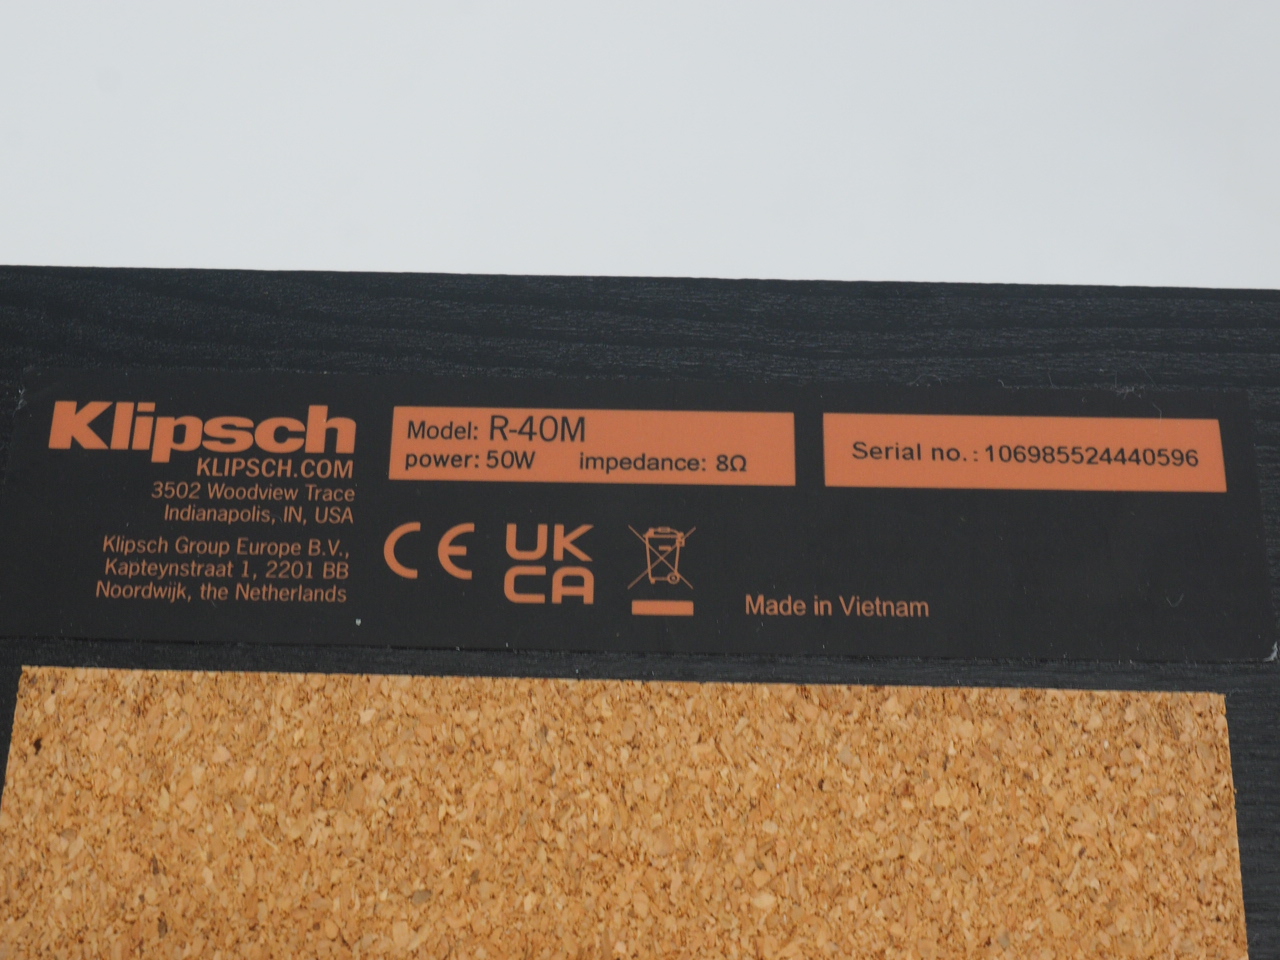 Klipsch
KLIPSCH.COM
3502 Woodview Trace
Indianapolis, IN, USA
Klipsch Group Europe B.V.,
Kapteynstraat 1, 2201 BB
Noordwijk, the Netherlands
Model: R-40M
power: 50W impedance: 8Ω
Serial no.: 106985524440596
CE
UK
CA
Made in Vietnam